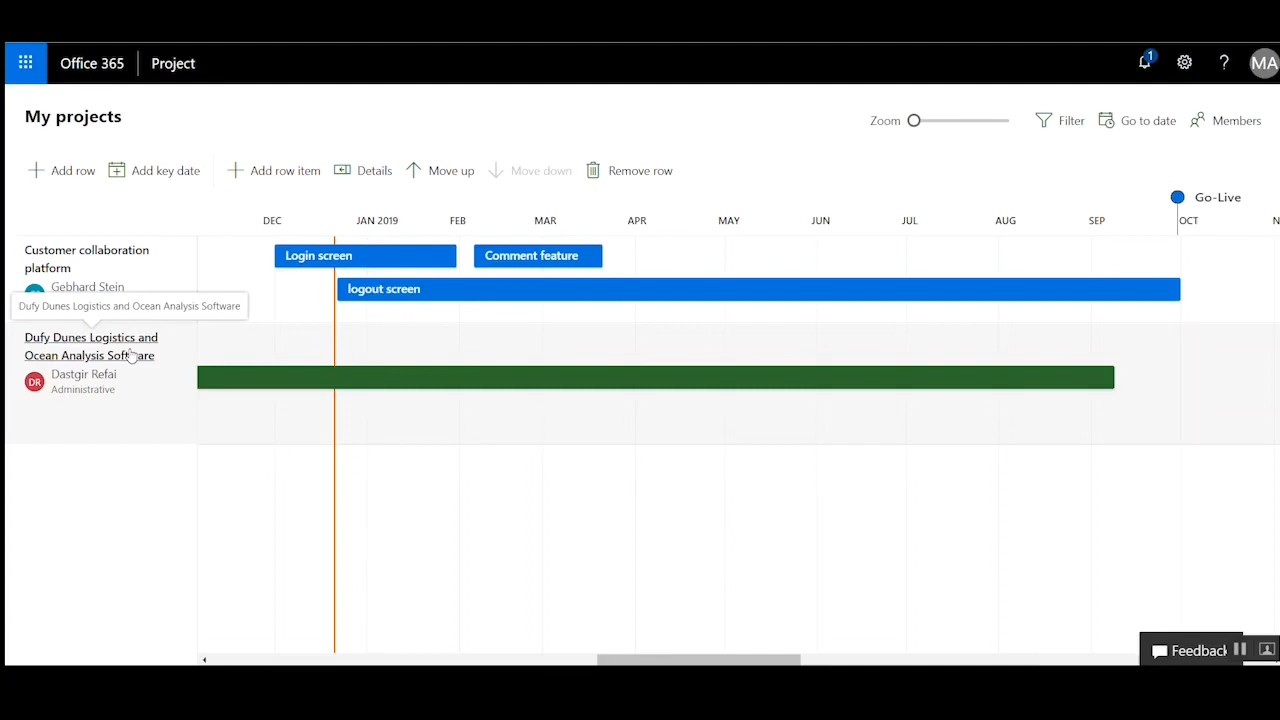 Office 365 Project 1 ? MA
My projects
Zoom Filter Go to date Members
Add row Add key date Add row item Details Move up Move down Remove row
Go-Live
DEC JAN 2019 FEB MAR APR MAY JUN JUL AUG SEP OCT N
Customer collaboration
platform
Login screen Comment feature
Gebhard Stein
logout screen
Dufy Dunes Logistics and Ocean Analysis Software
Dufy Dunes Logistics and
Ocean Analysis Software
DR Dastgir Refai
Administrative
Feedback